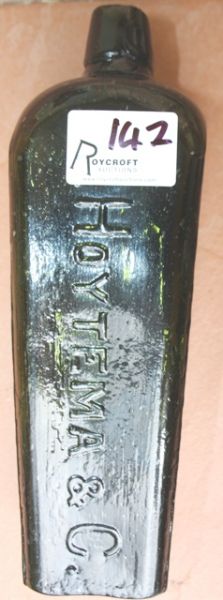 142
ROYCROFT
AUCTIONS
HOYTEMA & C.